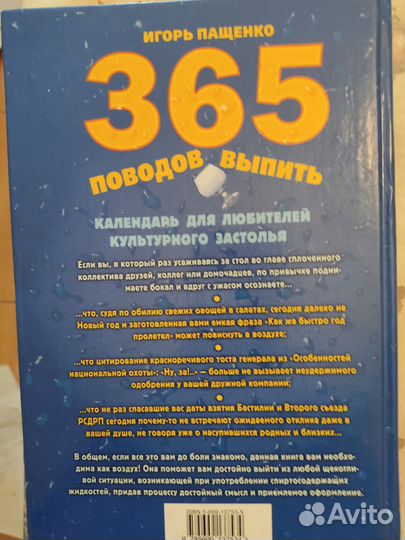 ИГОРЬ ПАЩЕНКО
365
ПОВОДОВ ВЫПИТЬ
КАЛЕНДАРЬ ДЛЯ ЛЮБИТЕЛЕЙ
КУЛЬТУРНОГО ЗАСТОЛЬЯ
Если вы, в который раз усаживаясь за стол во главе сплоченного
коллектива друзей, коллег или домочадцев, по привычке подни-
маете бокал и вдруг с ужасом осознаете...
...что, судя по обилию свежих овощей в салатах, сегодня далеко не
Новый год и заготовленная вами емкая фраза «Как же быстро год
пролетел» может повиснуть в воздухе;
...что цитирование красноречивого тоста генерала из «Особенностей
национальной охоты»: «Ну, за!..» — больше не вызывает неудержимого
одобрения у вашей дружной компании;
...что не раз спасавшие вас даты взятия Бастилии и Второго съезда
РСДРП сегодня почему-то не встречают ожидаемого отклика даже в
вашей душе, не говоря уже о насупившихся родных и близких...
В общем, если все это вам до боли знакомо, данная книга вам необхо-
дима как воздух! Она поможет вам достойно выйти из любой щекотли-
вой ситуации, возникающей при употреблении спиртосодержащих
жидкостей, придав процессу достойный смысл и приемлемое оформление.
ISBN 5-699-13753-X
Avito